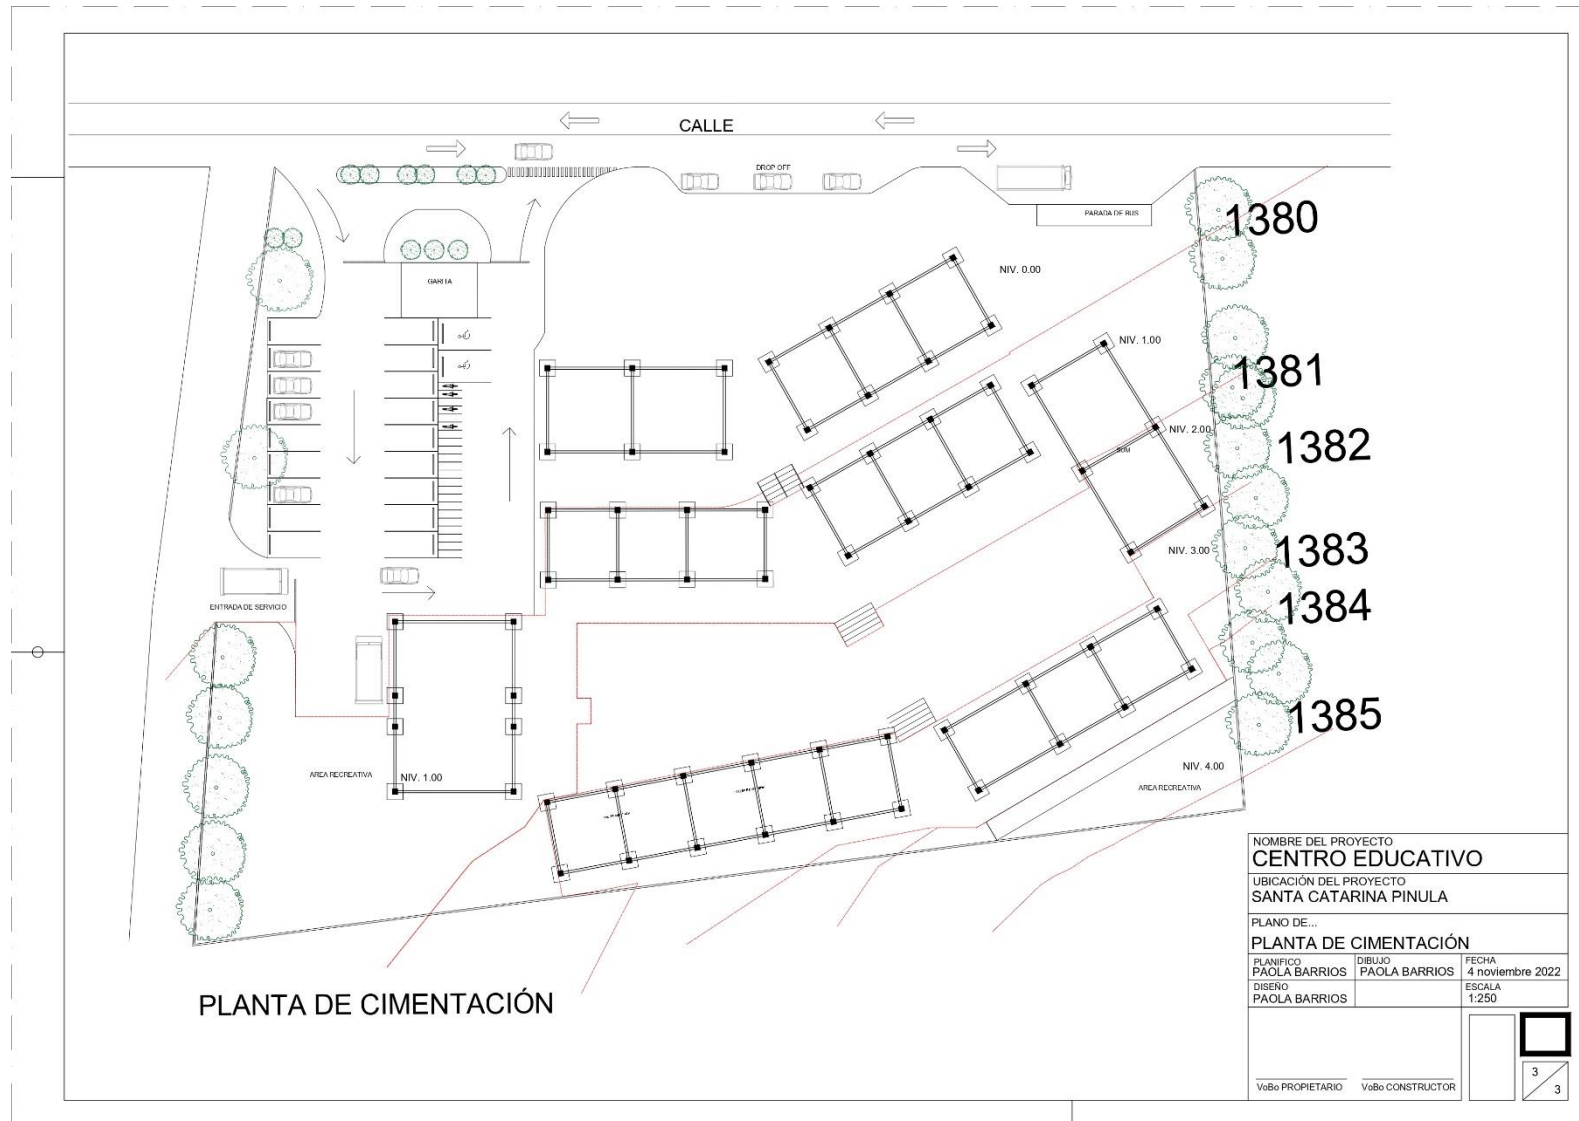 CALLE
DROP OFF
PARADA DE BUS
1380
NIV. 0.00
GARITA
NIV. 1.00
1381
NIV. 2.00
1382
SUM
NIV. 3.00
1383
ENTRADA DE SERVICIO
1384
1385
NIV. 4.00
AREA RECREATIVA
NIV. 1.00
AREA RECREATIVA
PLANTA DE CIMENTACIÓN
NOMBRE DEL PROYECTO
CENTRO EDUCATIVO
UBICACIÓN DEL PROYECTO
SANTA CATARINA PINULA
PLANO DE...
PLANTA DE CIMENTACIÓN
PLANIFICO DIBUJO FECHA
PAOLA BARRIOS PAOLA BARRIOS 4 noviembre 2022
DISEÑO ESCALA
PAOLA BARRIOS 1:250
VoBo PROPIETARIO VoBo CONSTRUCTOR
3
3